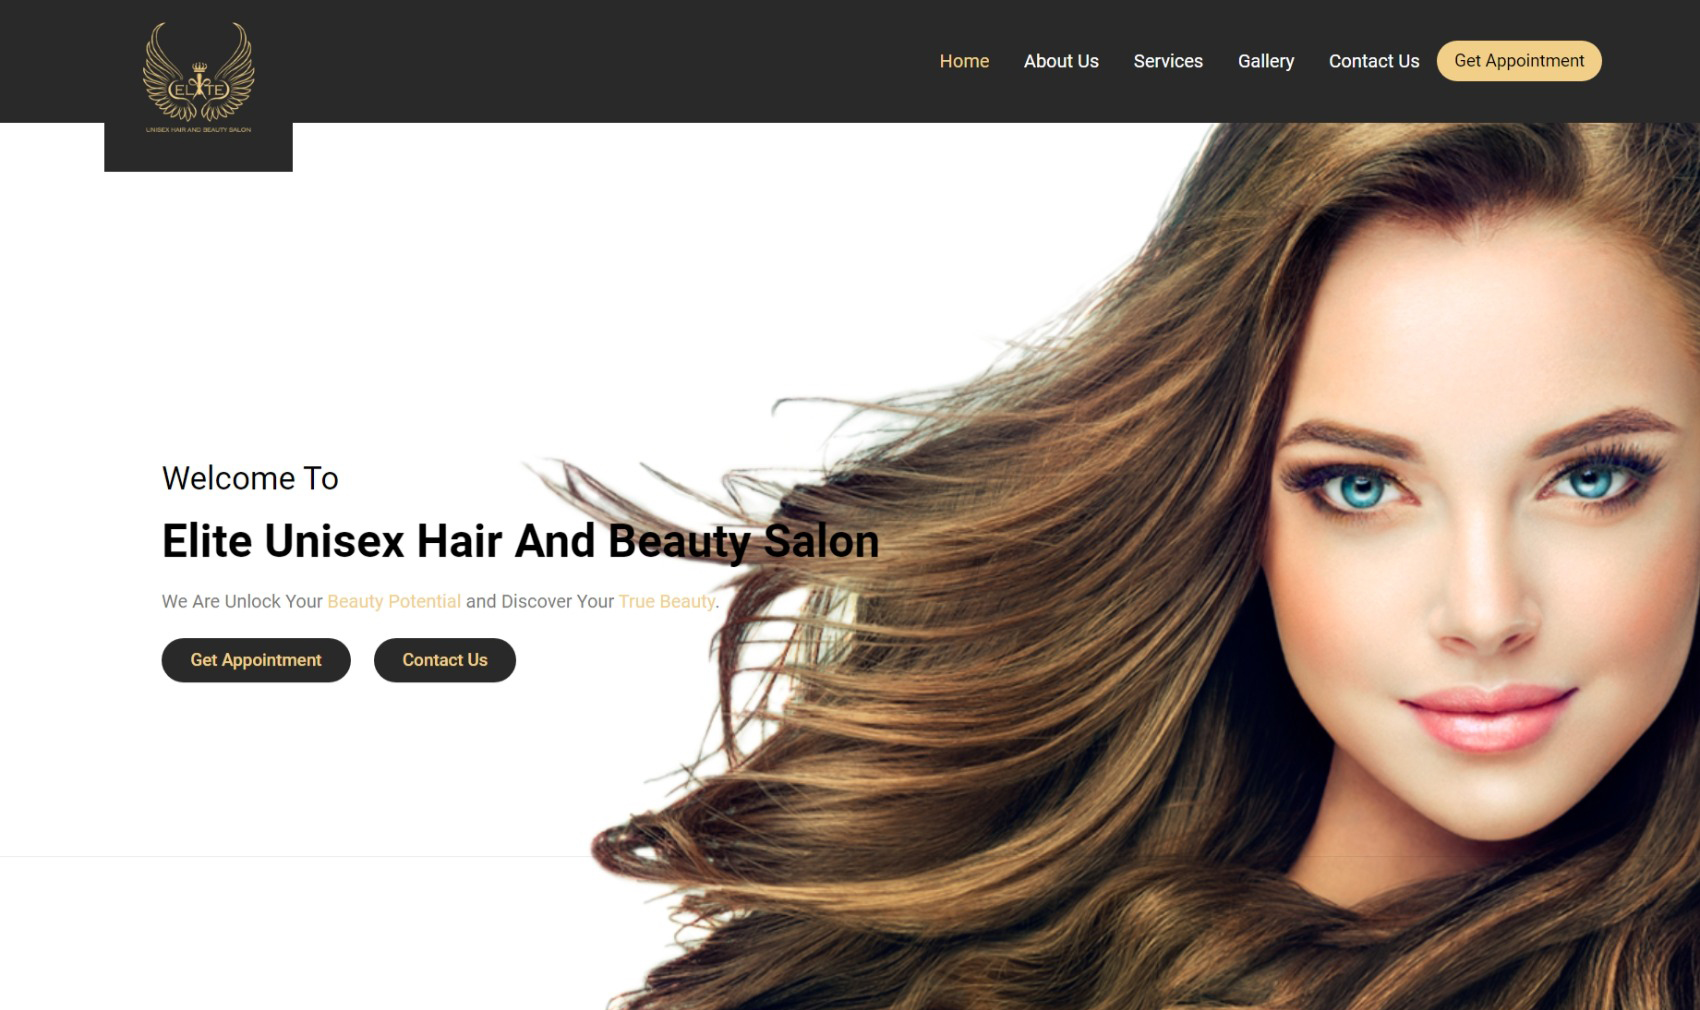 ELITE
UNISEX HAIR AND BEAUTY SALON
Home About Us Services Gallery Contact Us Get Appointment
Welcome To
Elite Unisex Hair And Beauty Salon
We Are Unlock Your Beauty Potential and Discover Your True Beauty.
Get Appointment Contact Us